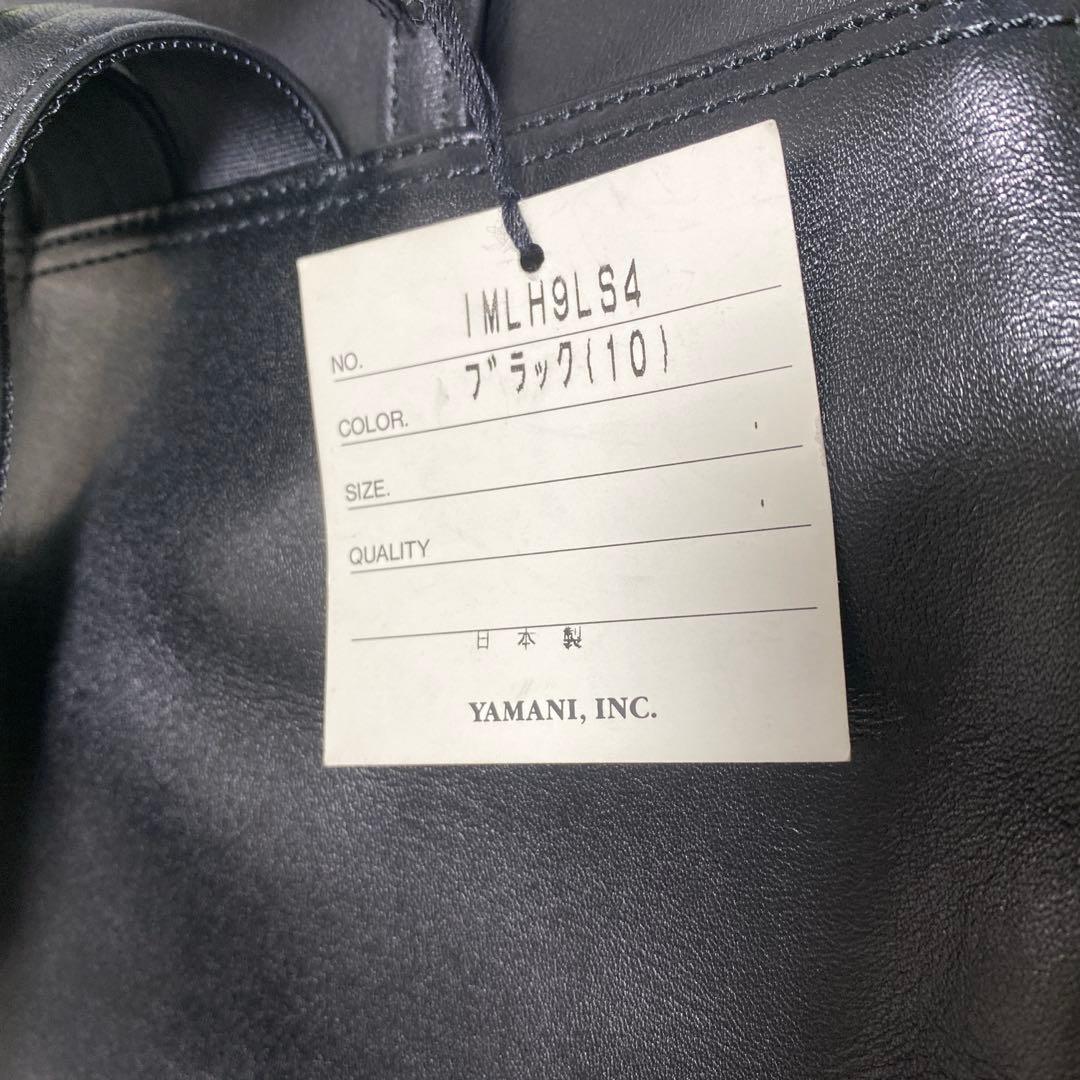 NO. IMLH9LS4
COLOR. ブラック(10)
SIZE.
QUALITY
日本製
YAMANI, INC.